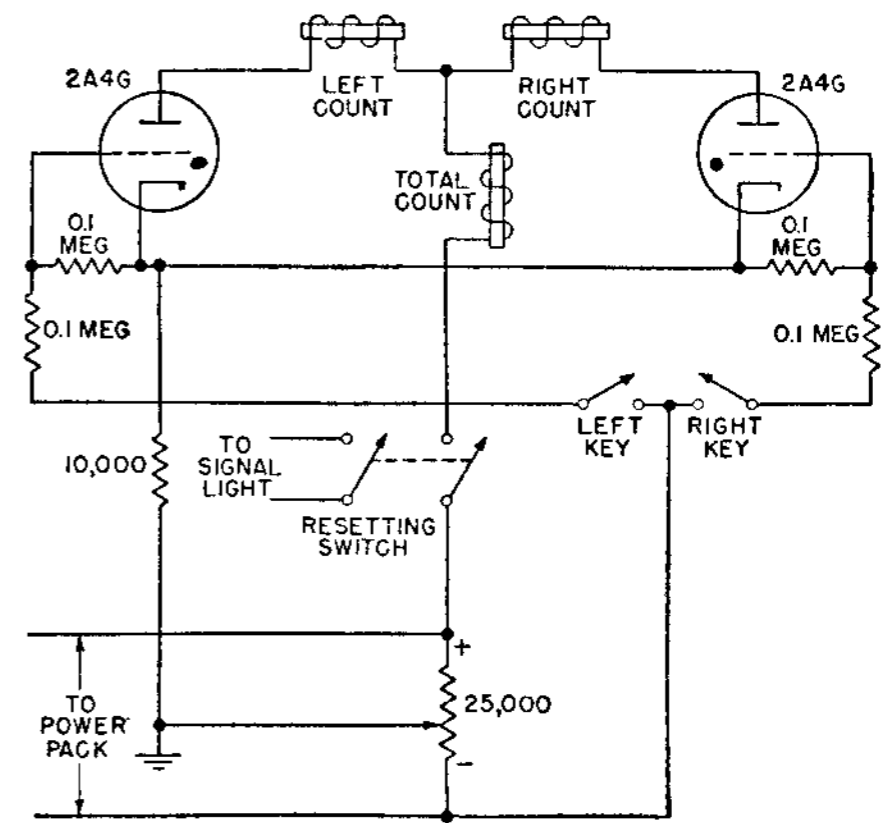 2A4G
LEFT
COUNT
RIGHT
COUNT
2A4G
TOTAL
COUNT
0.1
MEG
0.1
MEG
0.1 MEG
0.1 MEG
LEFT
KEY
RIGHT
KEY
TO
SIGNAL
LIGHT
10,000
RESETTING
SWITCH
+
25,000
TO
POWER
PACK
-